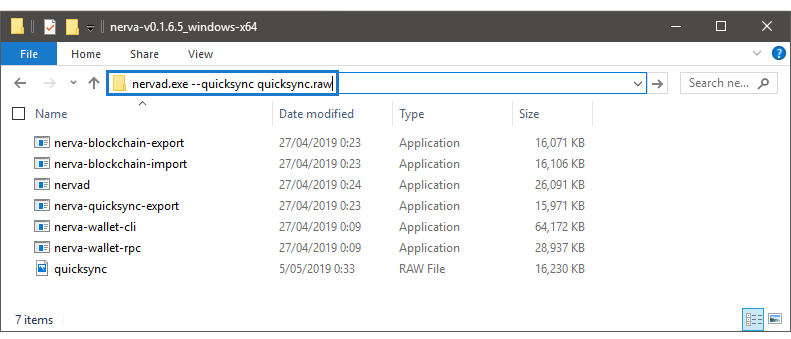 nerva-v0.1.6.5_windows-x64
File Home Share View
nervad.exe --quicksync quicksync.raw Search ne...
Name Date modified Type Size
nerva-blockchain-export 27/04/2019 0:23 Application 16,071 KB
nerva-blockchain-import 27/04/2019 0:23 Application 16,106 KB
nervad 27/04/2019 0:24 Application 26,091 KB
nerva-quicksync-export 27/04/2019 0:23 Application 15,971 KB
nerva-wallet-cli 27/04/2019 0:09 Application 64,172 KB
nerva-wallet-rpc 27/04/2019 0:09 Application 28,937 KB
quicksync 5/05/2019 0:33 RAW File 16,230 KB
7 items